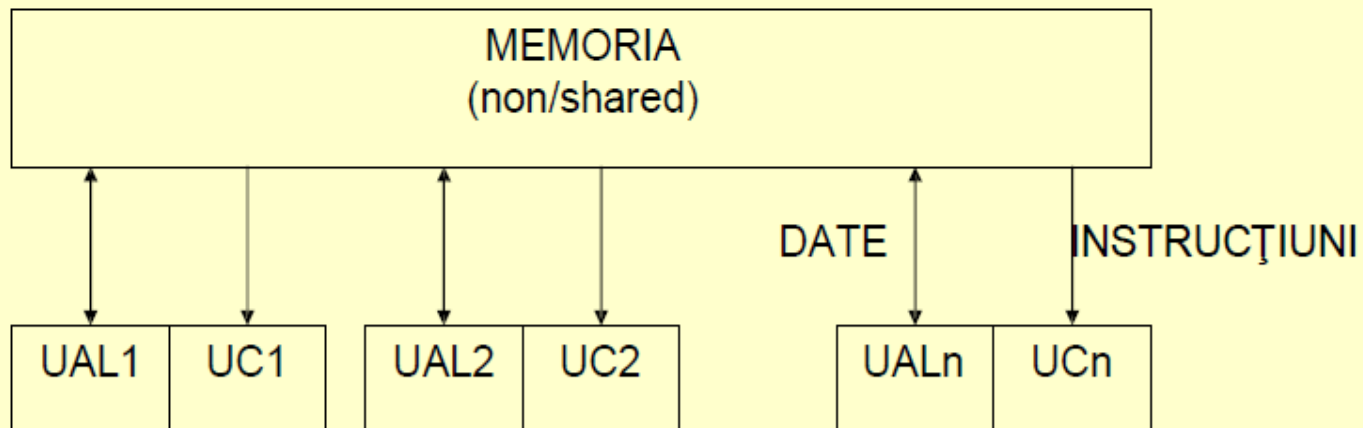 MEMORIA
(non/shared)
DATE INSTRUCŢIUNI
UAL1 UC1 UAL2 UC2 UALn UCn